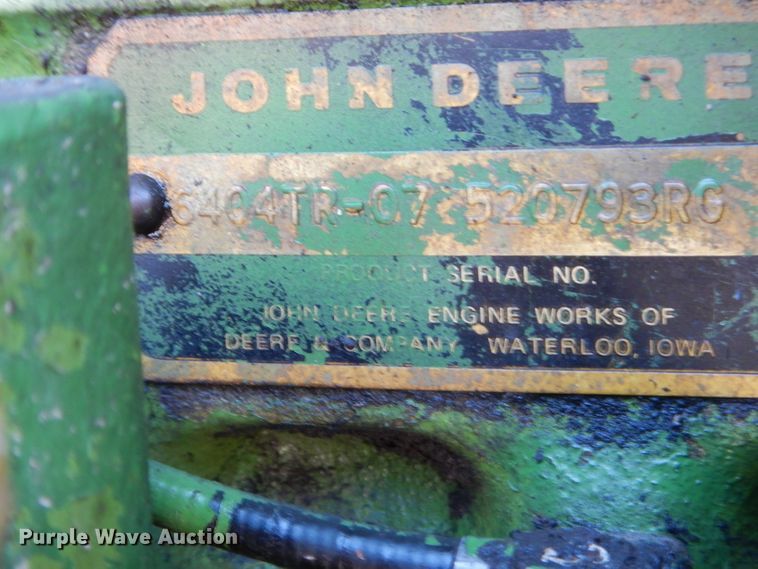 JOHN DEERE
6404TR-07 520793RG
PRODUCT SERIAL NO.
JOHN DEERE ENGINE WORKS OF
DEERE & COMPANY WATERLOO, IOWA
Purple Wave Auction